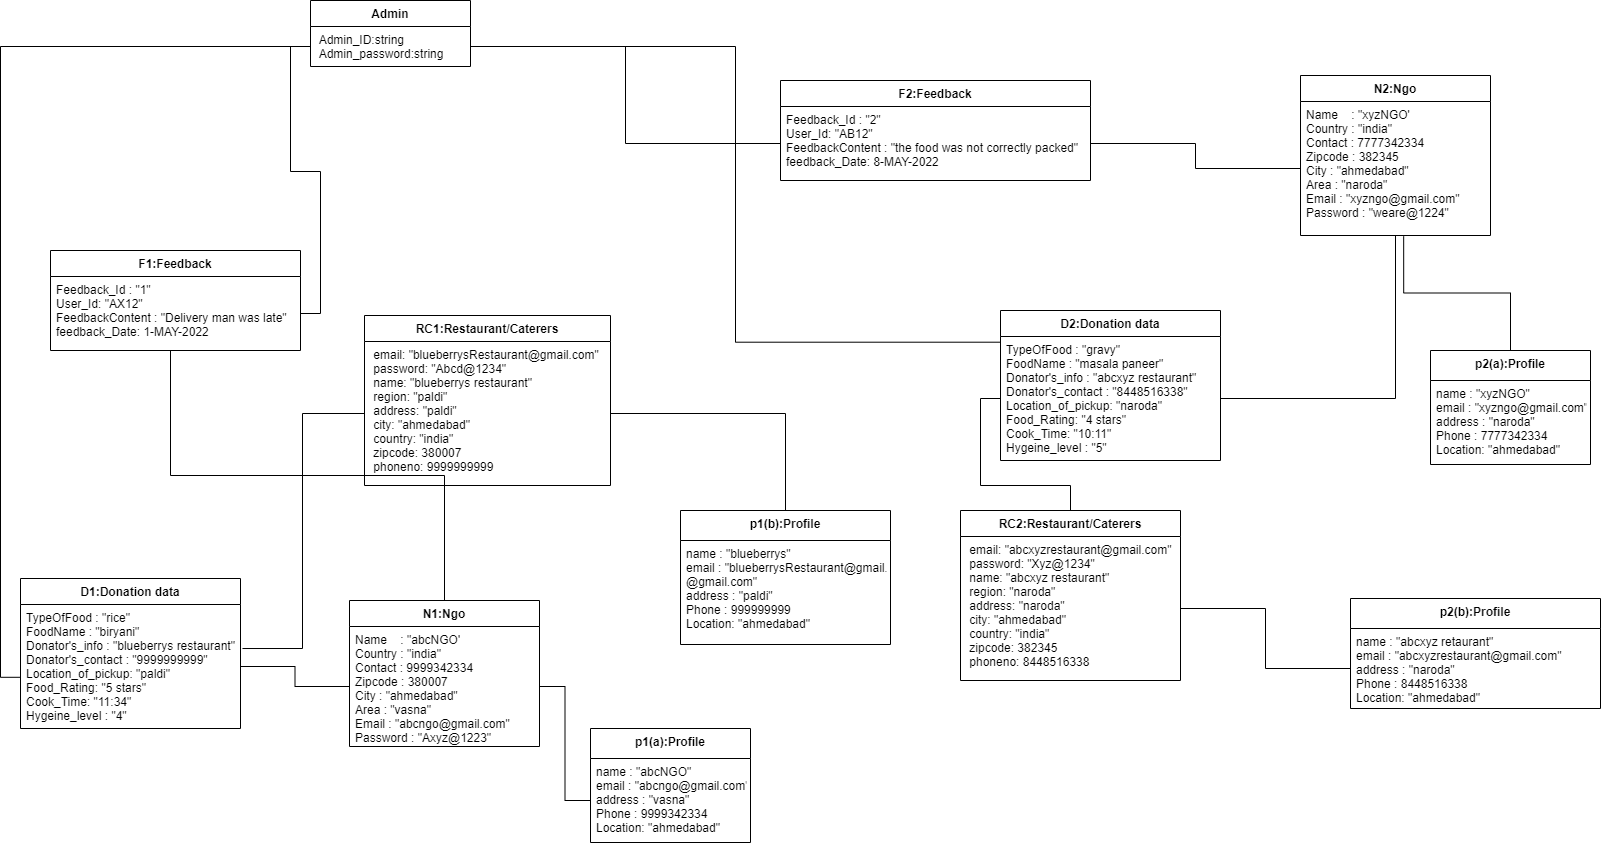 Admin
Admin_ID:string
Admin_password:string
F2:Feedback
Feedback_Id : "2"
User_Id: "AB12"
FeedbackContent : "the food was not correctly packed"
feedback_Date: 8-MAY-2022
N2:Ngo
Name    : "xyzNGO'
Country : "india"
Contact : 7777342334
Zipcode : 382345
City : "ahmedabad"
Area : "naroda"
Email : "xyzngo@gmail.com"
Password : "weare@1224"
F1:Feedback
Feedback_Id : "1"
User_Id: "AX12"
FeedbackContent : "Delivery man was late"
feedback_Date: 1-MAY-2022
RC1:Restaurant/Caterers
email: "blueberrysRestaurant@gmail.com"
password: "Abcd@1234"
name: "blueberrys restaurant"
region: "paldi"
address: "paldi"
city: "ahmedabad"
country: "india"
zipcode: 380007
phoneno: 9999999999
D2:Donation data
TypeOfFood : "gravy"
FoodName : "masala paneer"
Donator's_info : "abcxyz restaurant"
Donator's_contact : "8448516338"
Location_of_pickup: "naroda"
Food_Rating: "4 stars"
Cook_Time: "10:11"
Hygeine_level : "5"
p2(a):Profile
name : "xyzNGO"
email : "xyzngo@gmail.com"
address : "naroda"
Phone : 7777342334
Location: "ahmedabad"
p1(b):Profile
name : "blueberrys"
email : "blueberrysRestaurant@gmail.
@gmail.com"
address : "paldi"
Phone : 999999999
Location: "ahmedabad"
RC2:Restaurant/Caterers
email: "abcxyzrestaurant@gmail.com"
password: "Xyz@1234"
name: "abcxyz restaurant"
region: "naroda"
address: "naroda"
city: "ahmedabad"
country: "india"
zipcode: 382345
phoneno: 8448516338
D1:Donation data
TypeOfFood : "rice"
FoodName : "biryani"
Donator's_info : "blueberrys restaurant"
Donator's_contact : "9999999999"
Location_of_pickup: "paldi"
Food_Rating: "5 stars"
Cook_Time: "11:34"
Hygeine_level : "4"
N1:Ngo
Name    : "abcNGO'
Country : "india"
Contact : 9999342334
Zipcode : 380007
City : "ahmedabad"
Area : "vasna"
Email : "abcngo@gmail.com"
Password : "Axyz@1223"
p2(b):Profile
name : "abcxyz retaurant"
email : "abcxyzrestaurant@gmail.com"
address : "naroda"
Phone : 8448516338
Location: "ahmedabad"
p1(a):Profile
name : "abcNGO"
email : "abcngo@gmail.com"
address : "vasna"
Phone : 9999342334
Location: "ahmedabad"